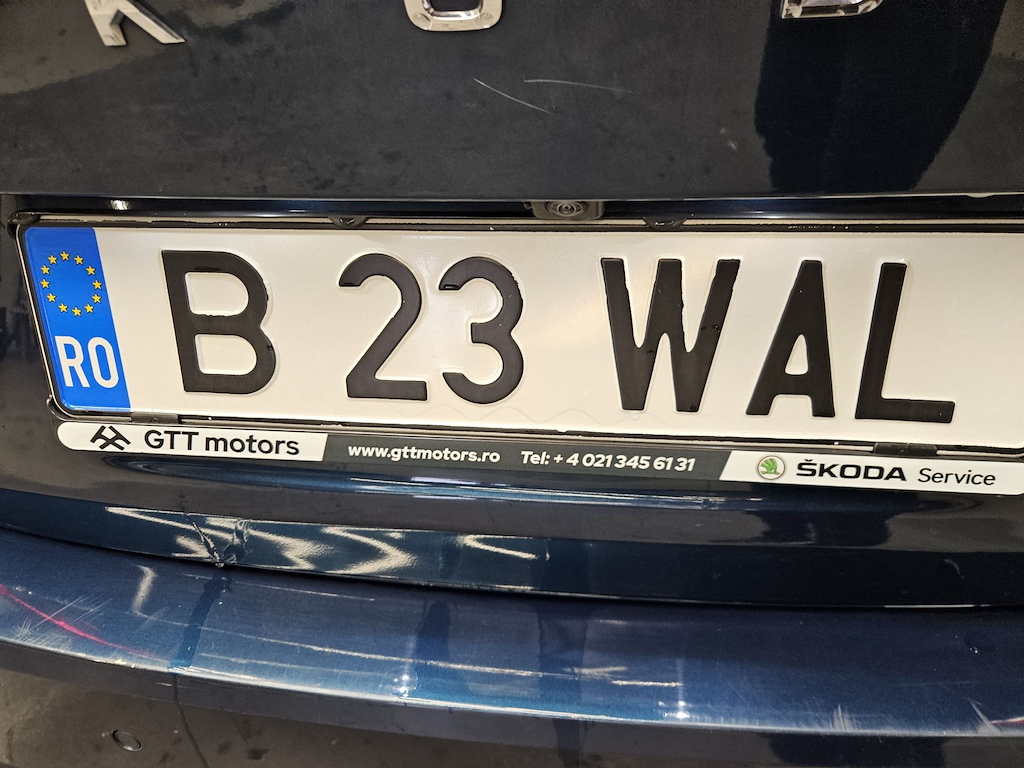 K O D
RO B 23 WAL
GTT motors www.gttmotors.ro Tel: + 4 021 345 61 31 ŠKODA Service